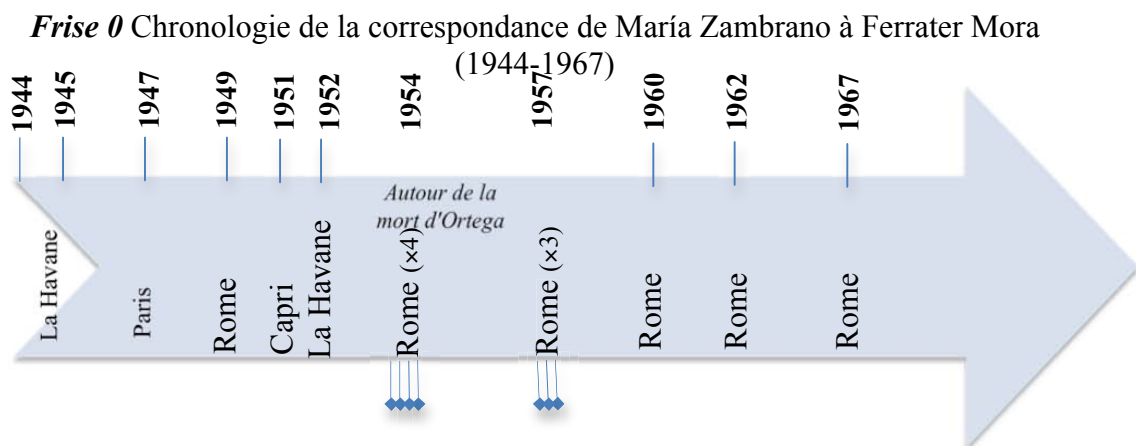 Frise 0 Chronologie de la correspondance de María Zambrano à Ferrater Mora
(1944-1967)
1944
1945
1947
1949
1951
1952
1954
1957
1960
1962
1967
Autour de la
mort d'Ortega
La Havane
Paris
Rome
Capri
La Havane
Rome (×4)
Rome (×3)
Rome
Rome
Rome